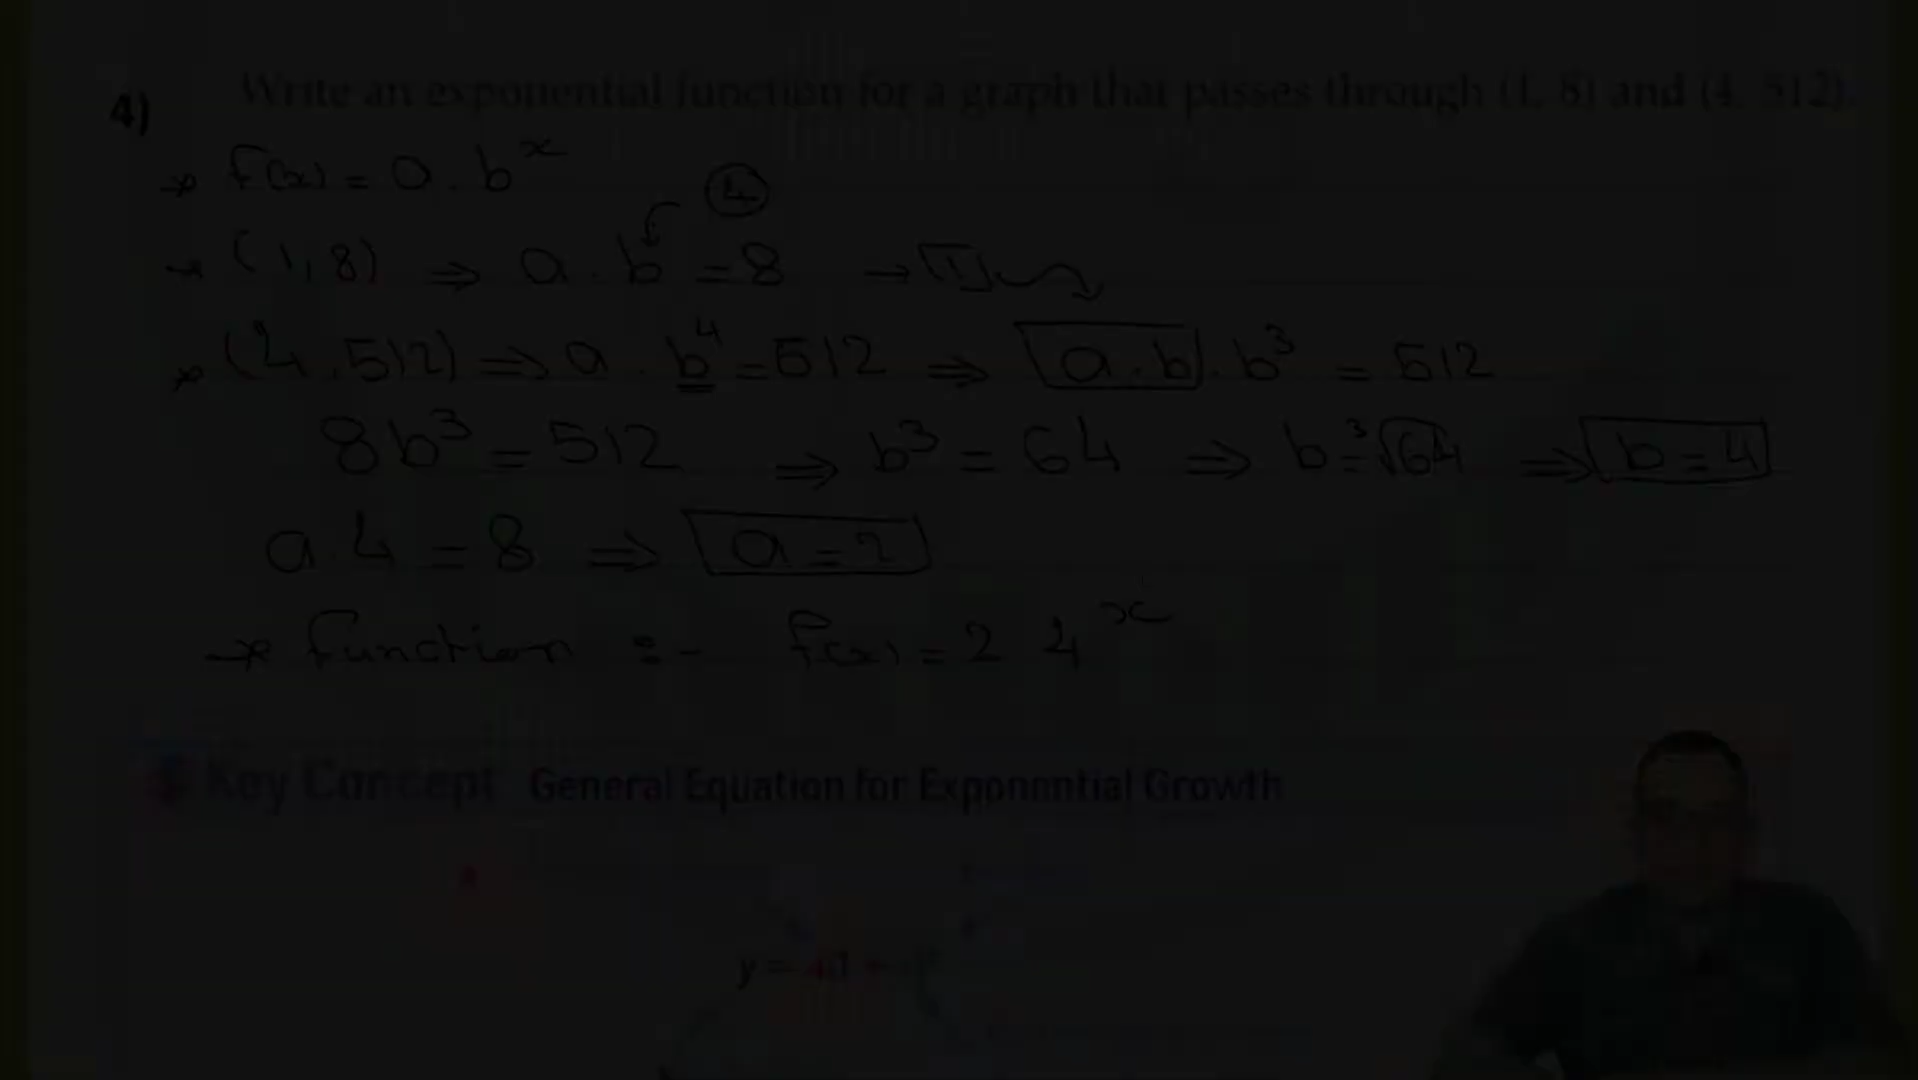 4) Write an exponential function for a graph that passes through (1, 8) and (4, 512).
→ f(x) = a . b^x
④
→ (1, 8) ⇒ a . b = 8 → [1]
→ (4 . 512) ⇒ a . b^4 = 512 ⇒ a . b . b^3 = 512
8b^3 = 512 ⇒ b^3 = 64 ⇒ b = ∛64 ⇒ b = 4
a 4 = 8 ⇒ a = 2
→ function :- f(x) = 2 4^x
Key Concept General Equation for Exponential Growth
y =